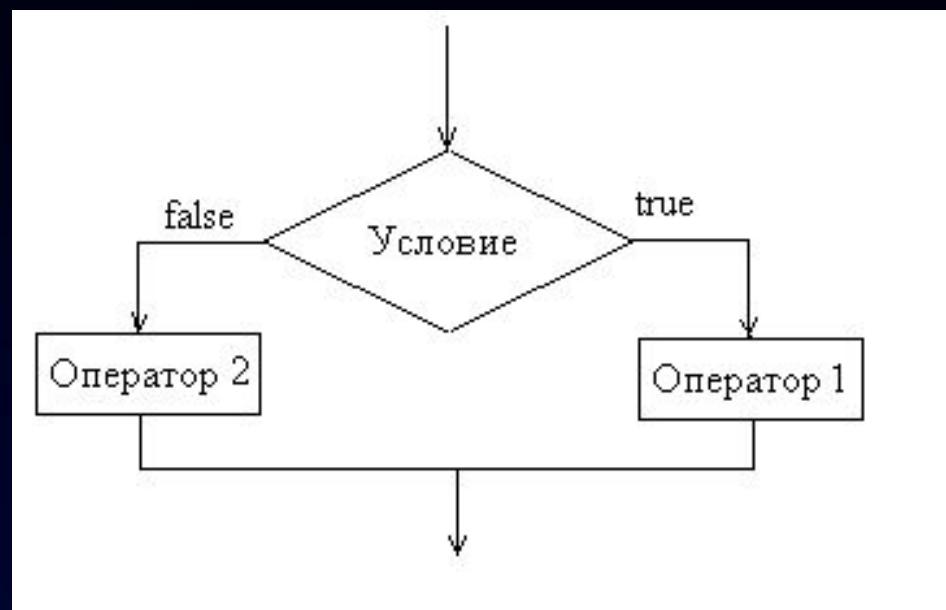 false
true
Условие
Оператор 2
Оператор 1